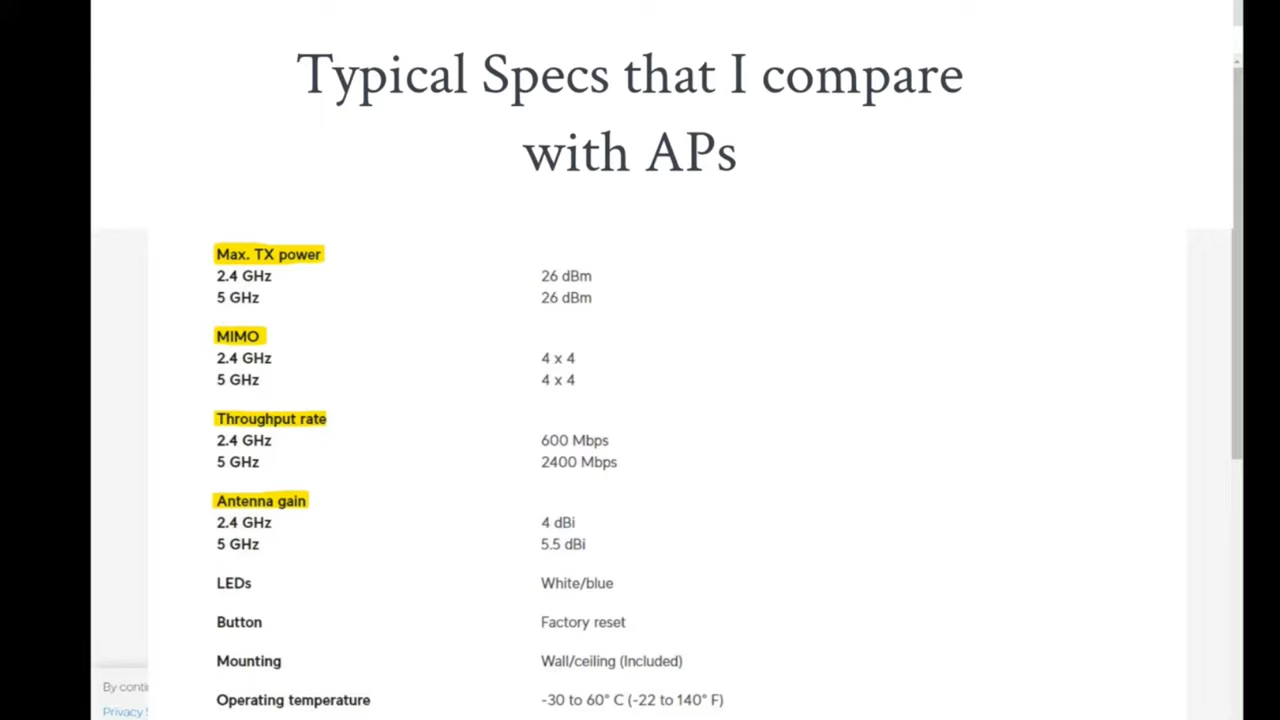 Typical Specs that I compare
with APs
Max. TX power
2.4 GHz 26 dBm
5 GHz 26 dBm
MIMO
2.4 GHz 4 x 4
5 GHz 4 x 4
Throughput rate
2.4 GHz 600 Mbps
5 GHz 2400 Mbps
Antenna gain
2.4 GHz 4 dBi
5 GHz 5.5 dBi
LEDs White/blue
Button Factory reset
Mounting Wall/ceiling (Included)
Operating temperature -30 to 60° C (-22 to 140° F)
By conti
Privacy